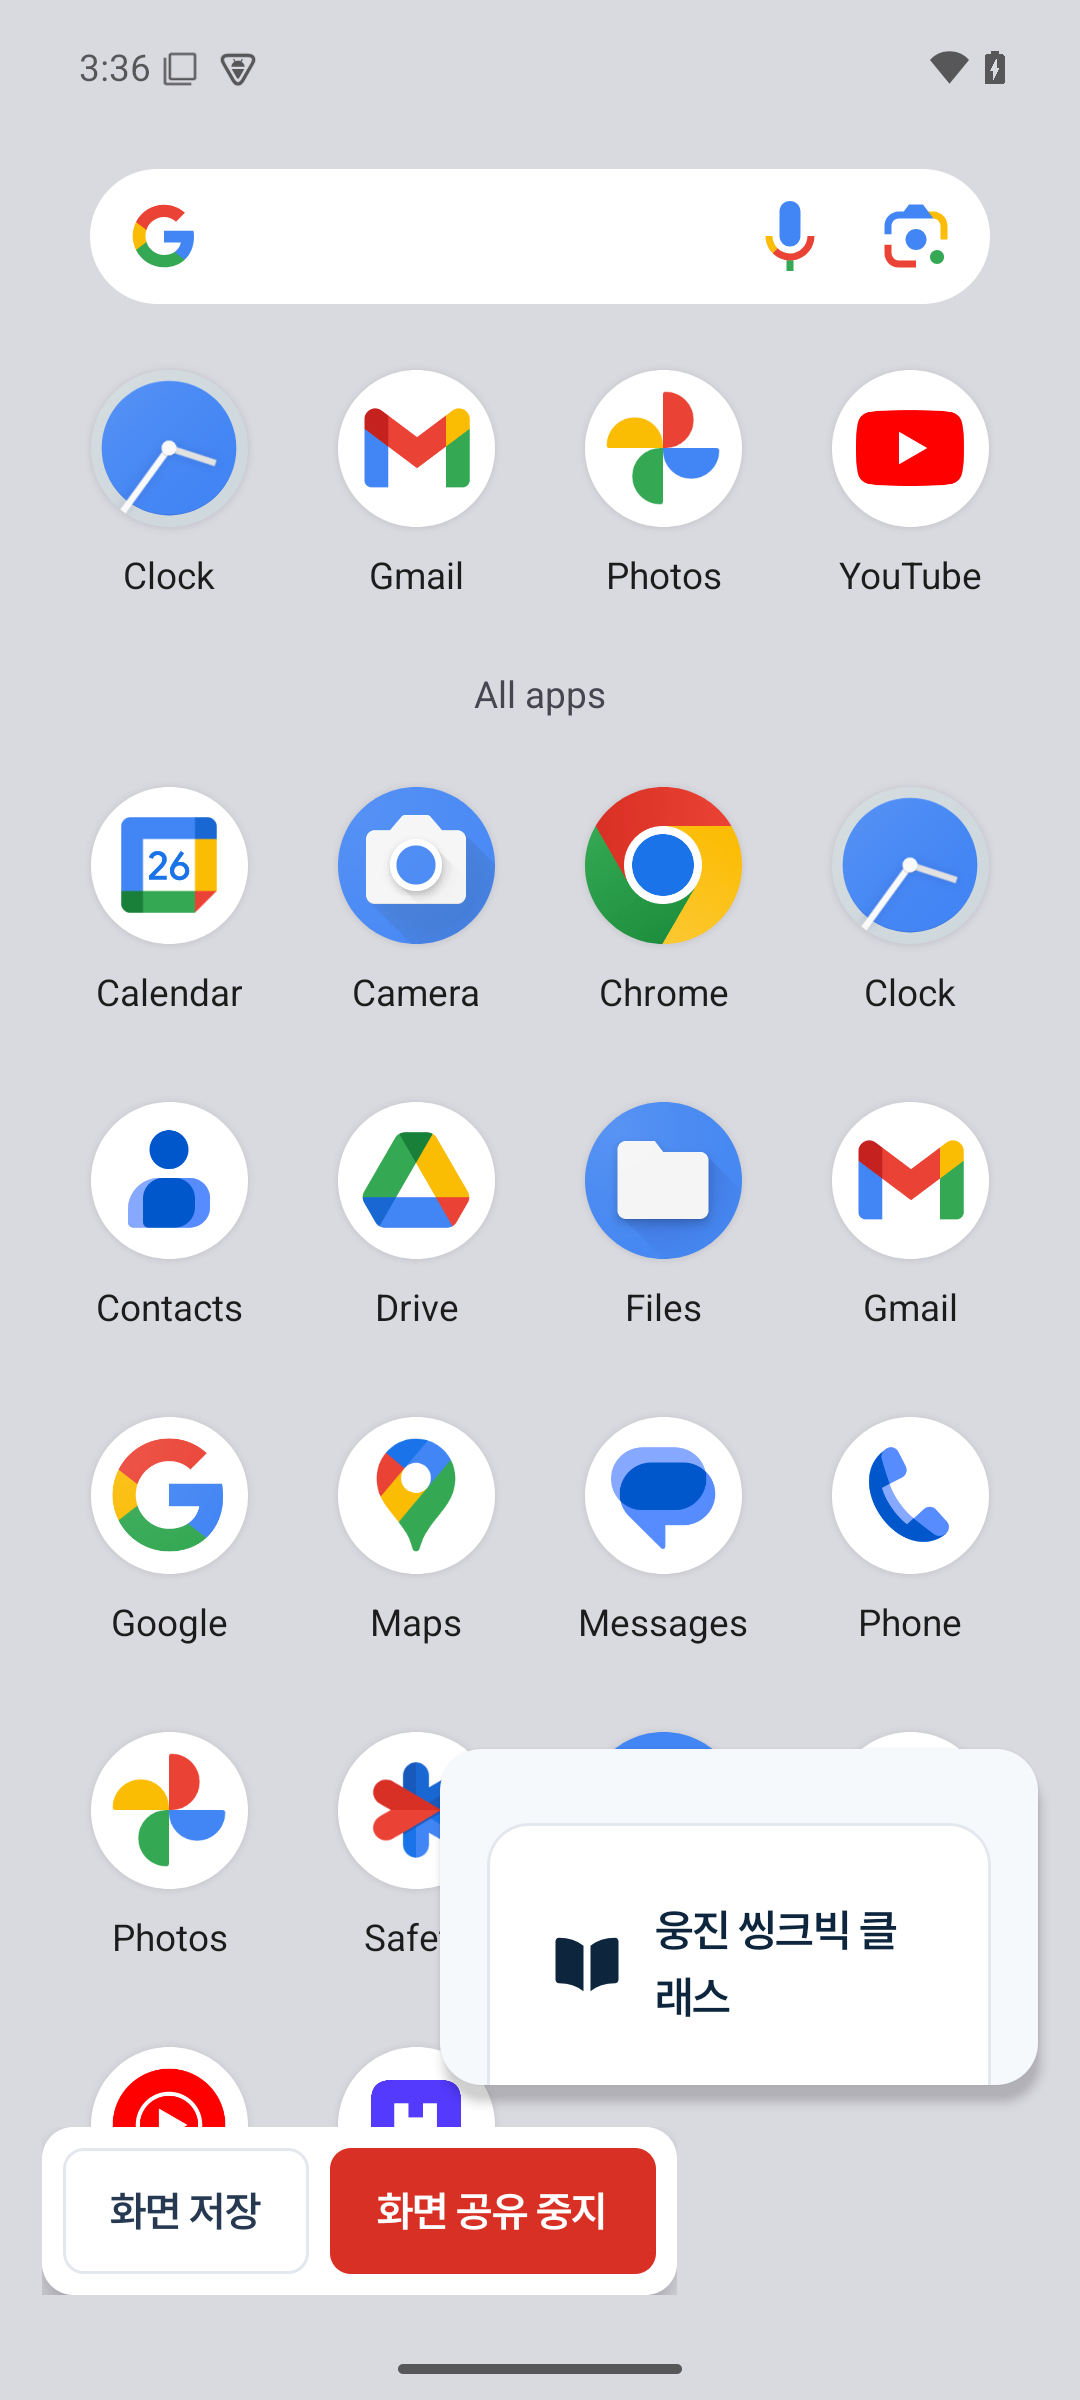 3:36
Clock Gmail Photos YouTube
All apps
26
Calendar Camera Chrome Clock
Contacts Drive Files Gmail
Google Maps Messages Phone
Photos
웅진 씽크빅 클
래스
화면 저장 화면 공유 중지